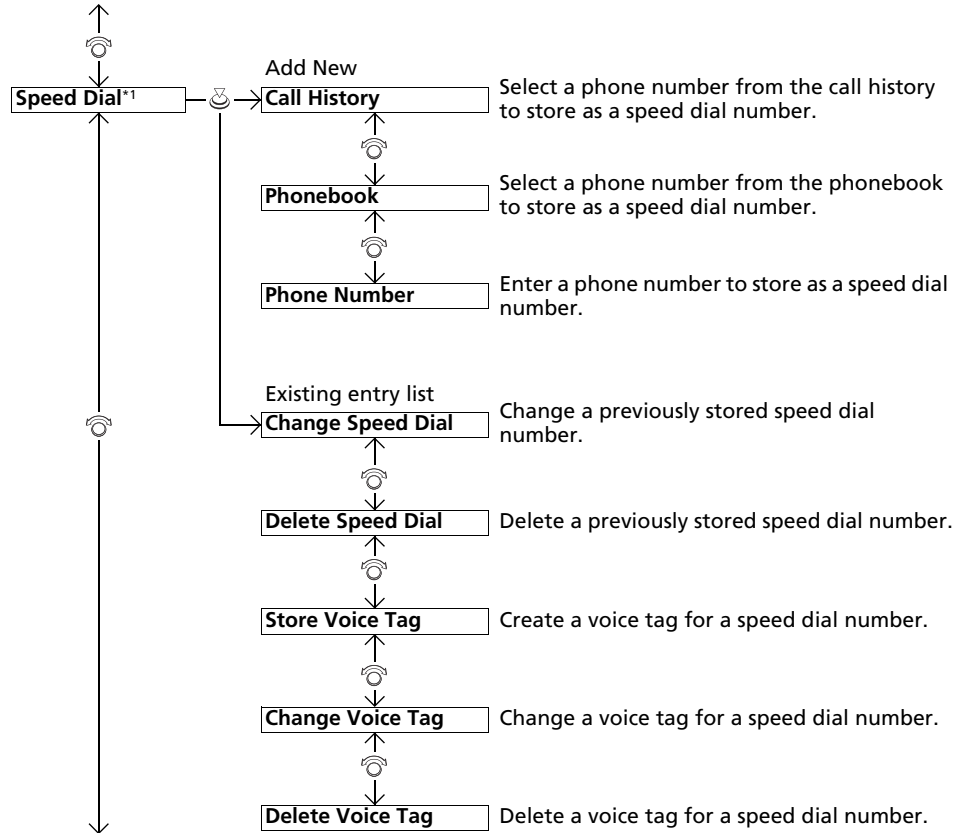 Add New
Speed Dial*1
Call History
Select a phone number from the call history
to store as a speed dial number.
Phonebook
Select a phone number from the phonebook
to store as a speed dial number.
Phone Number
Enter a phone number to store as a speed dial
number.
Existing entry list
Change Speed Dial
Change a previously stored speed dial
number.
Delete Speed Dial
Delete a previously stored speed dial number.
Store Voice Tag
Create a voice tag for a speed dial number.
Change Voice Tag
Change a voice tag for a speed dial number.
Delete Voice Tag
Delete a voice tag for a speed dial number.